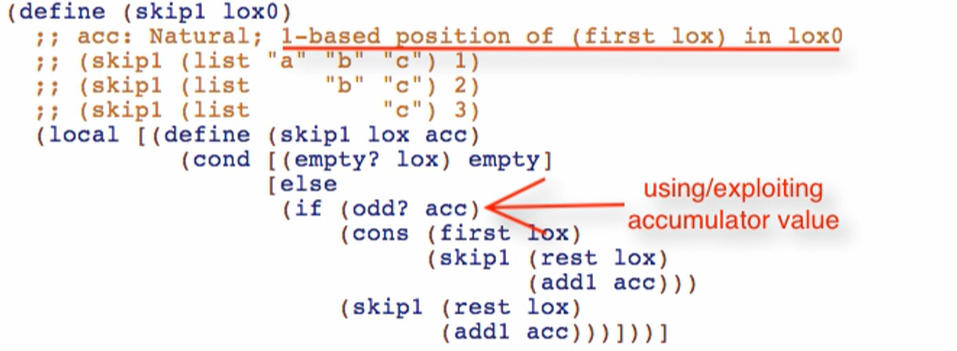 (define (skip1 lox0)
;; acc: Natural; 1-based position of (first lox) in lox0
;; (skip1 (list "a" "b" "c") 1)
;; (skip1 (list "b" "c") 2)
;; (skip1 (list "c") 3)
(local [(define (skip1 lox acc)
(cond [(empty? lox) empty]
[else
(if (odd? acc)
(cons (first lox)
(skip1 (rest lox)
(add1 acc)))
(skip1 (rest lox)
(add1 acc)))]))]
using/exploiting
accumulator value